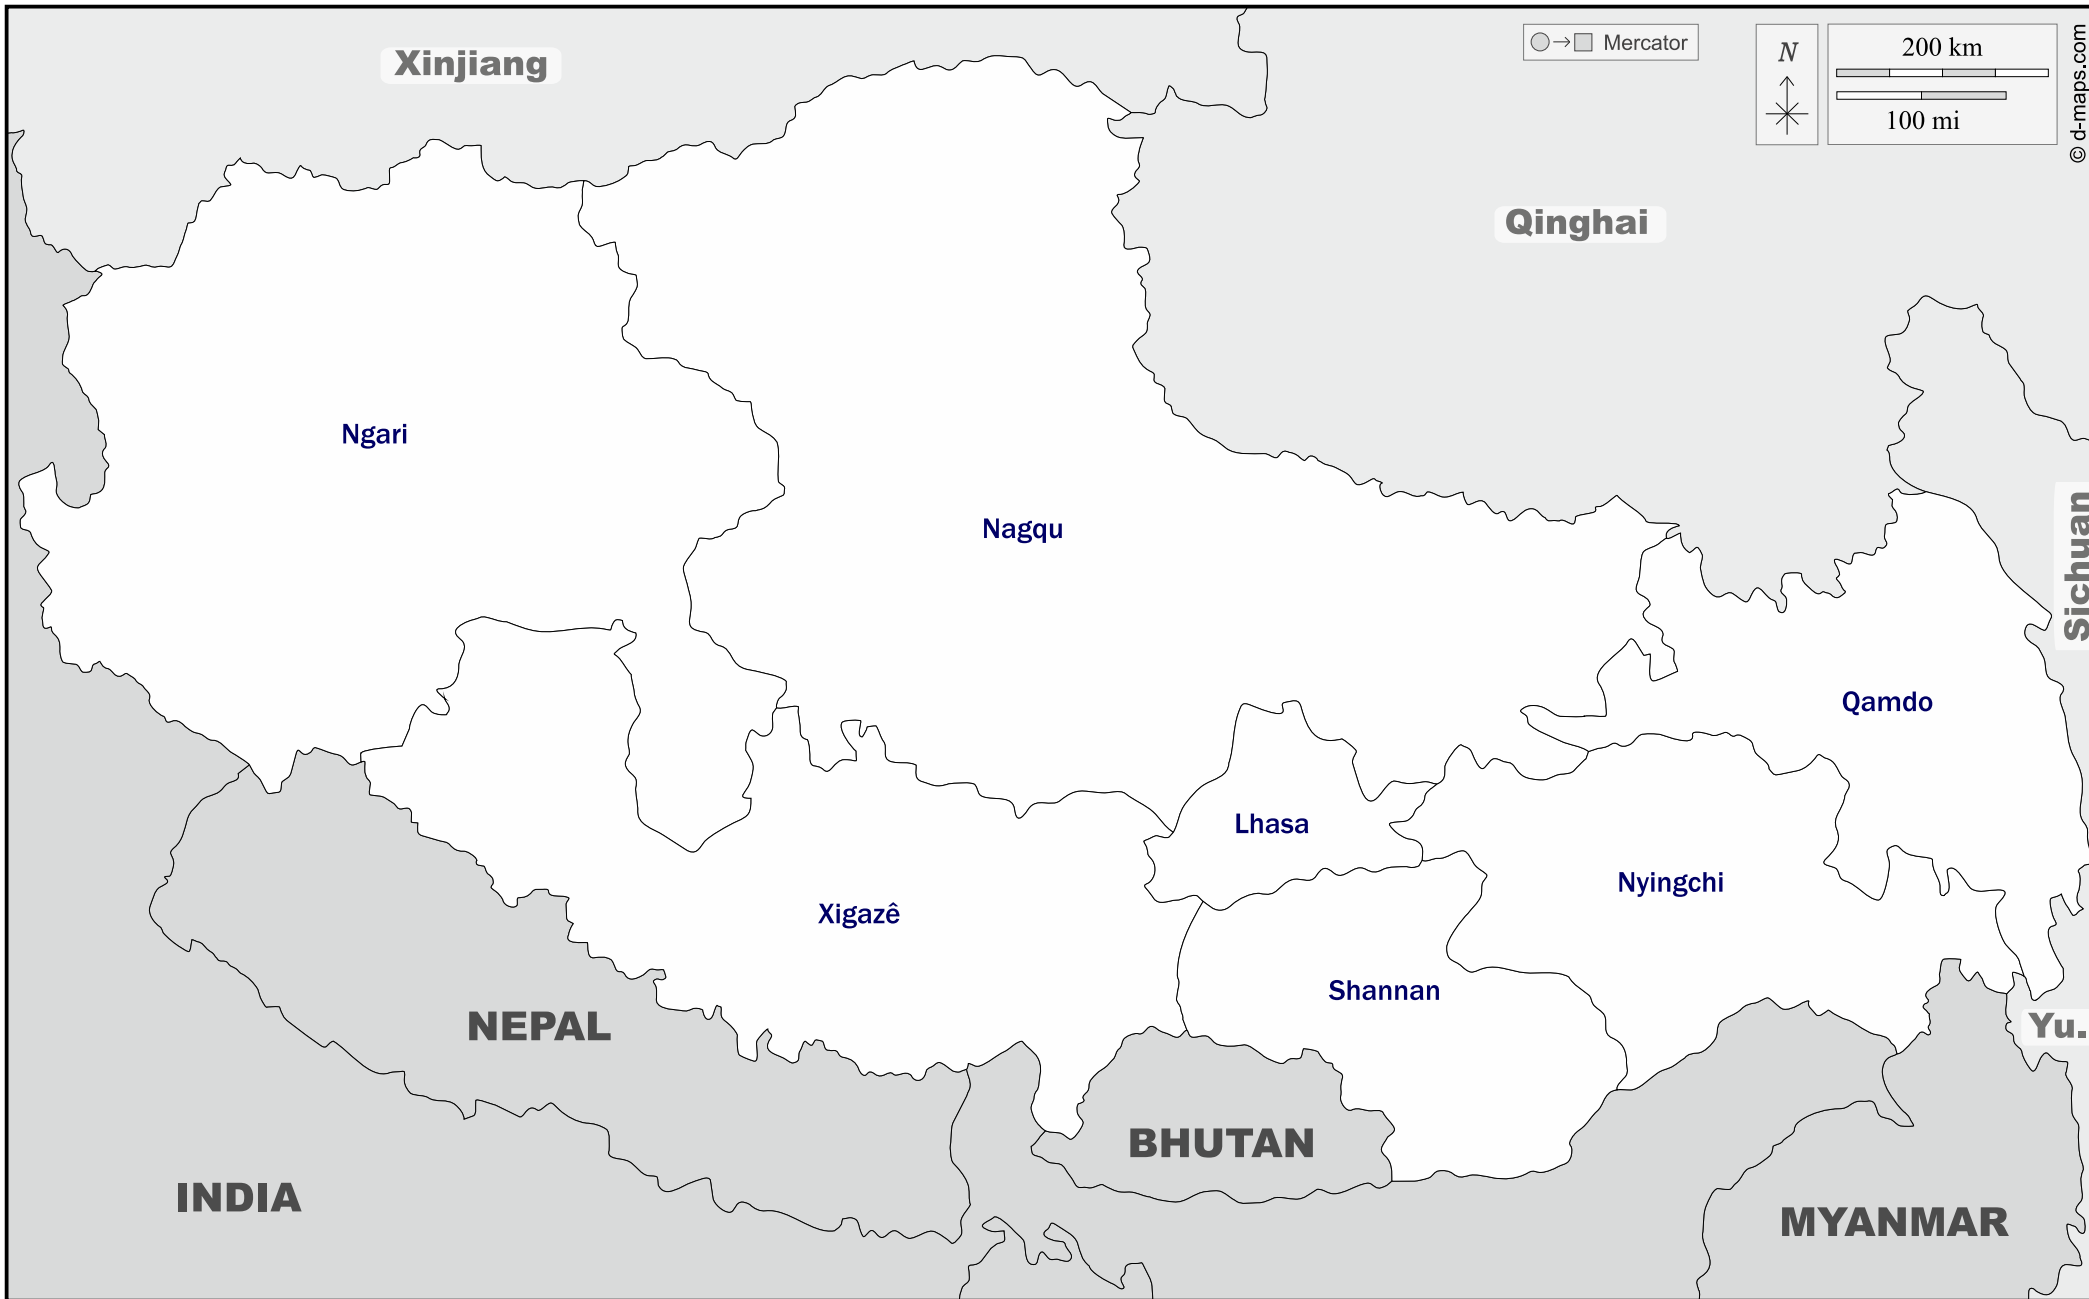 Xinjiang
Mercator
N
200 km
100 mi
© d-maps.com
Qinghai
Ngari
Nagqu
Sichuan
Qamdo
Lhasa
Nyingchi
Xigazê
Shannan
NEPAL
Yu.
BHUTAN
INDIA
MYANMAR